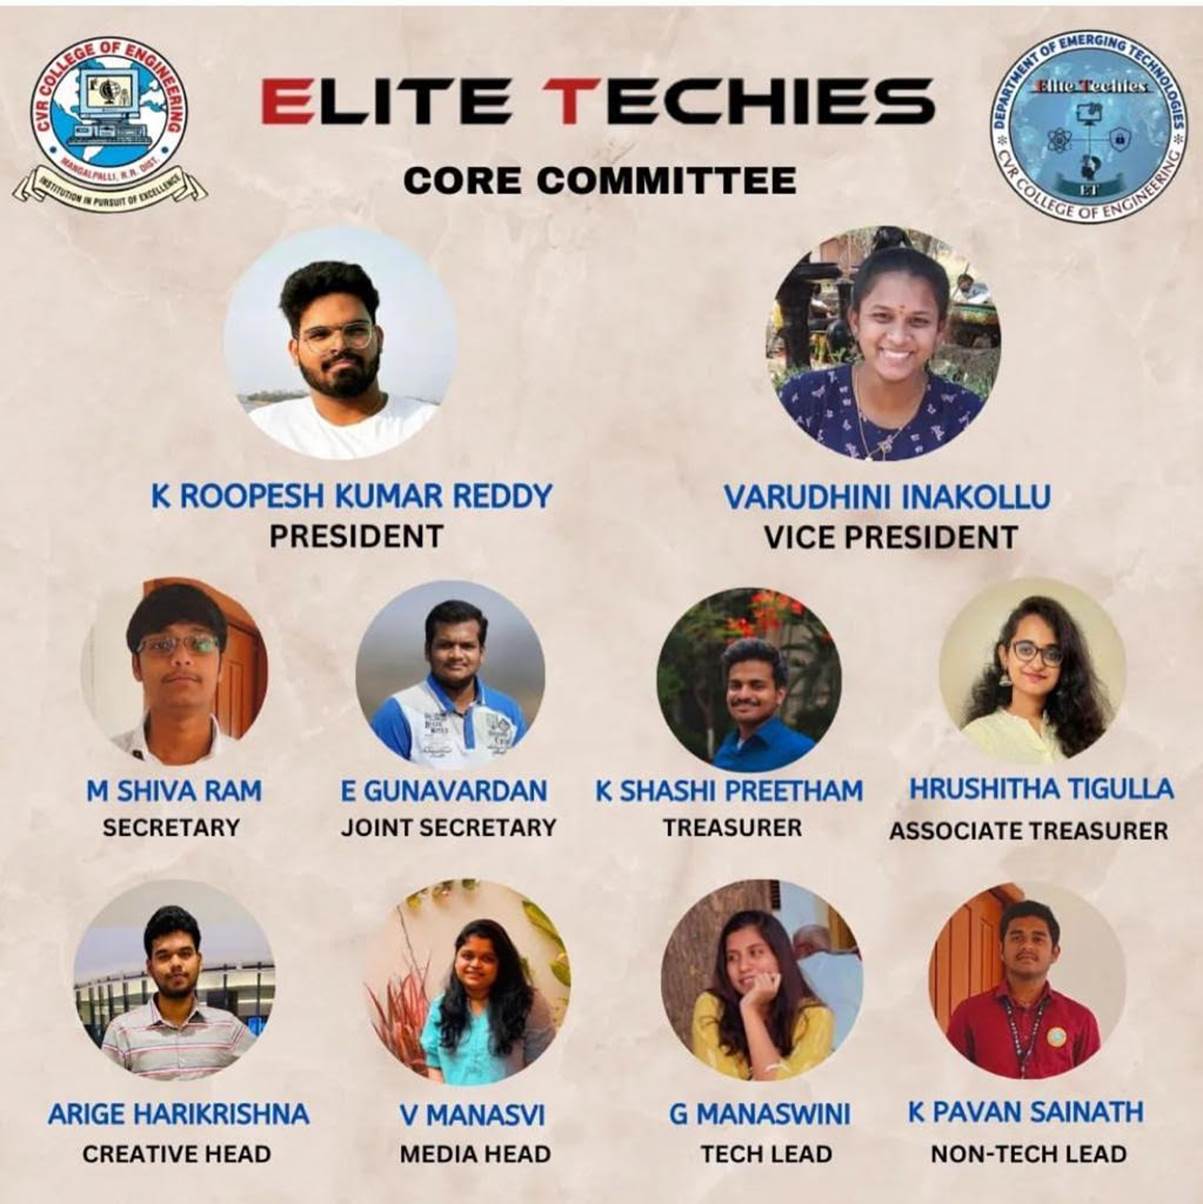 CVR COLLEGE OF ENGINEERING
MANGALPALLI, R.R. DIST.
INSTITUTION IN PURSUIT OF EXCELLENCE
ELITE TECHIES
CORE COMMITTEE
DEPARTMENT OF EMERGING TECHNOLOGIES
Elite Techies
ET
CVR COLLEGE OF ENGINEERING
K ROOPESH KUMAR REDDY
PRESIDENT
VARUDHINI INAKOLLU
VICE PRESIDENT
M SHIVA RAM
SECRETARY
E GUNAVARDAN
JOINT SECRETARY
K SHASHI PREETHAM
TREASURER
HRUSHITHA TIGULLA
ASSOCIATE TREASURER
ARIGE HARIKRISHNA
CREATIVE HEAD
V MANASVI
MEDIA HEAD
G MANASWINI
TECH LEAD
K PAVAN SAINATH
NON-TECH LEAD